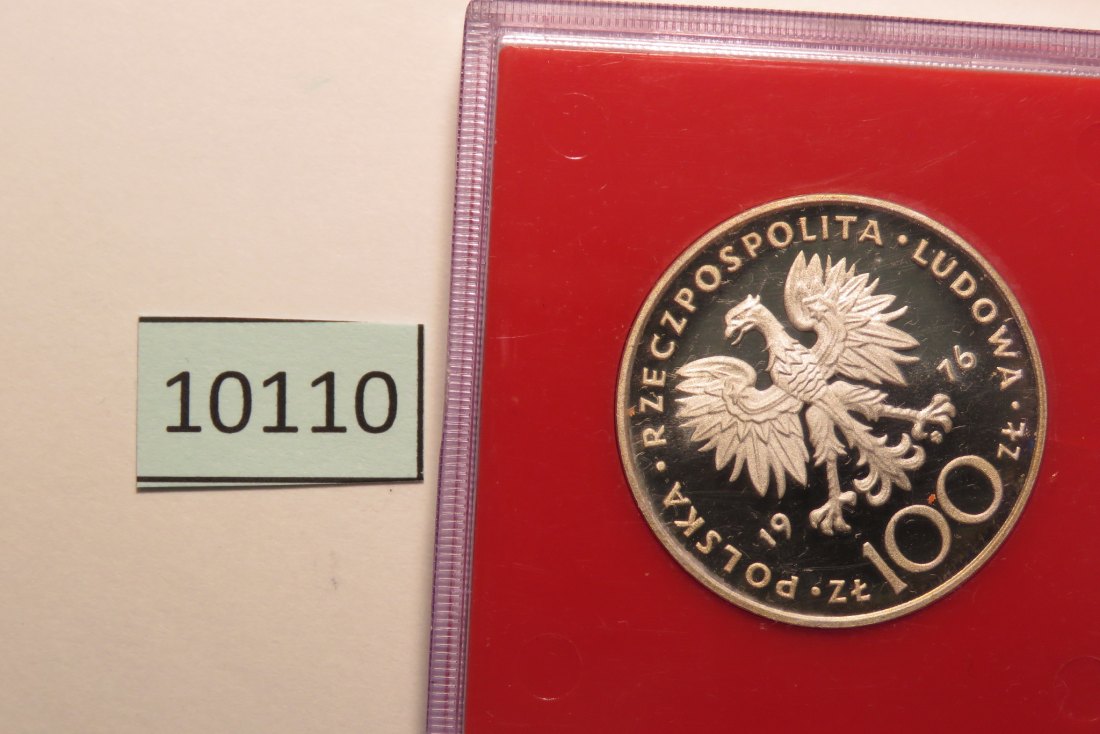 10110
POLSKA · RZECZPOSPOLITA · LUDOWA · ZŁ 100 ZŁ ·
19 76